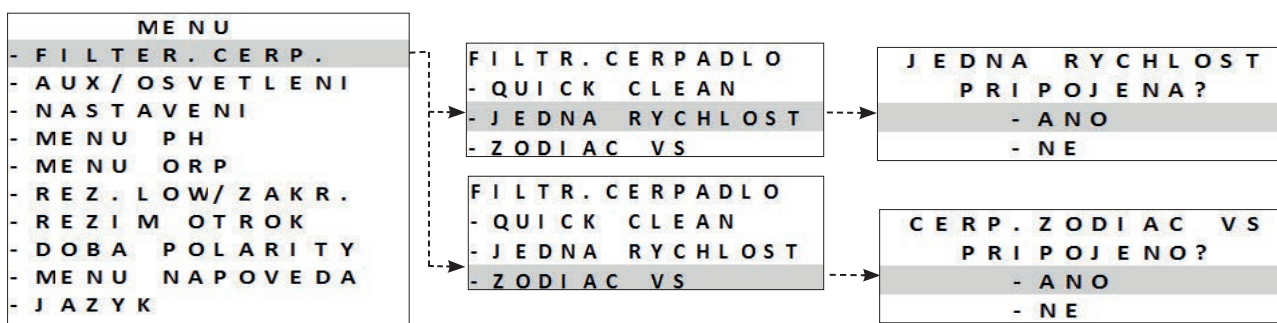 MENU
- FILTER.CERP.
- AUX/OSVETLENI
- NASTAVENI
- MENU PH
- MENU ORP
- REZ.LOW/ZAKR.
- REZIM OTROK
- DOBA POLARITY
- MENU NAPOVEDA
- JAZYK
FILTR.CERPADLO
- QUICK CLEAN
- JEDNA RYCHLOST
- ZODIAC VS
JEDNA RYCHLOST
PRIPOJENA?
- ANO
- NE
FILTR.CERPADLO
- QUICK CLEAN
- JEDNA RYCHLOST
- ZODIAC VS
CERP.ZODIAC VS
PRIPOJENO?
- ANO
- NE